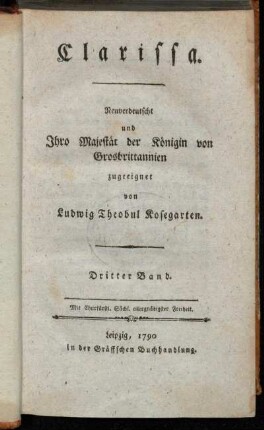 Clarissa.
Neuverdeutscht
und
Ihro Majestät der Königin von
Grosbrittannien
zugeeignet
von
Ludwig Theobul Kosegarten.
Dritter Band.
Mit Churfürstl. Sächs. allergnädigster Freiheit.
Leipzig, 1790
in der Gräffschen Buchhandlung.